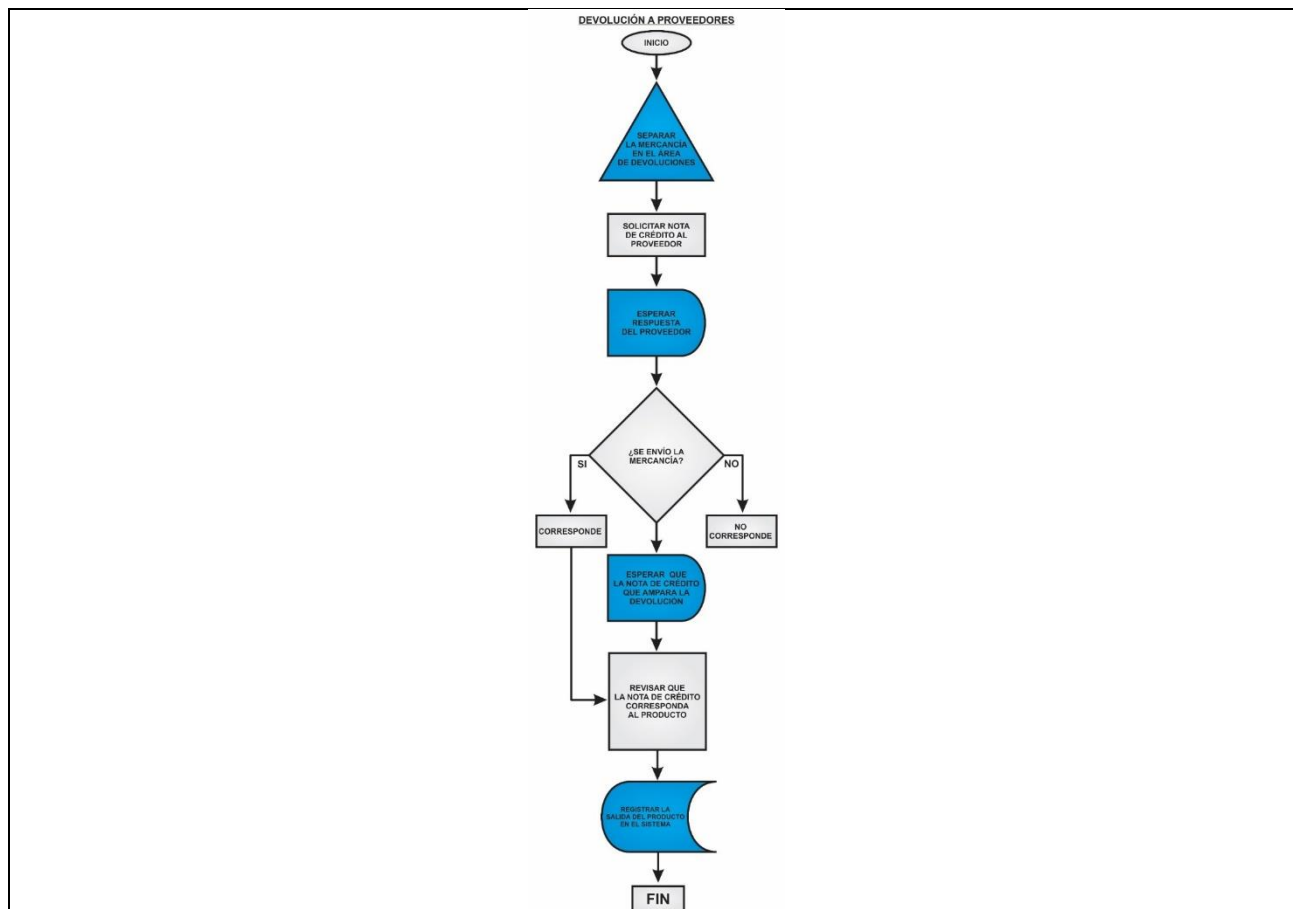 DEVOLUCIÓN A PROVEEDORES
INICIO
SEPARAR
LA MERCANCÍA
EN EL ÁREA
DE DEVOLUCIONES
SOLICITAR NOTA
DE CRÉDITO AL
PROVEEDOR
ESPERAR
RESPUESTA
DEL PROVEEDOR
¿SE ENVÍO LA
MERCANCÍA?
SI
NO
CORRESPONDE
NO
CORRESPONDE
ESPERAR QUE
LA NOTA DE CRÉDITO
QUE AMPARA LA
DEVOLUCIÓN
REVISAR QUE
LA NOTA DE CRÉDITO
CORRESPONDA
AL PRODUCTO
REGISTRAR LA
SALIDA DEL PRODUCTO
EN EL SISTEMA
FIN